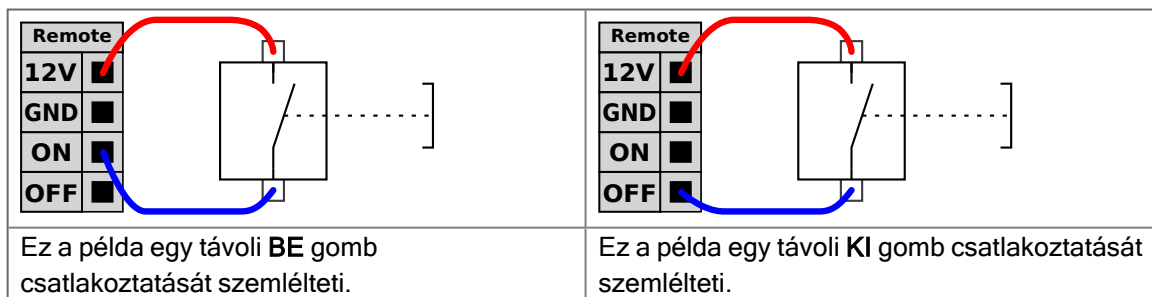 Remote
12V
GND
ON
OFF
Remote
12V
GND
ON
OFF
Ez a példa egy távoli BE gomb
csatlakoztatását szemlélteti.
Ez a példa egy távoli KI gomb csatlakoztatását
szemlélteti.